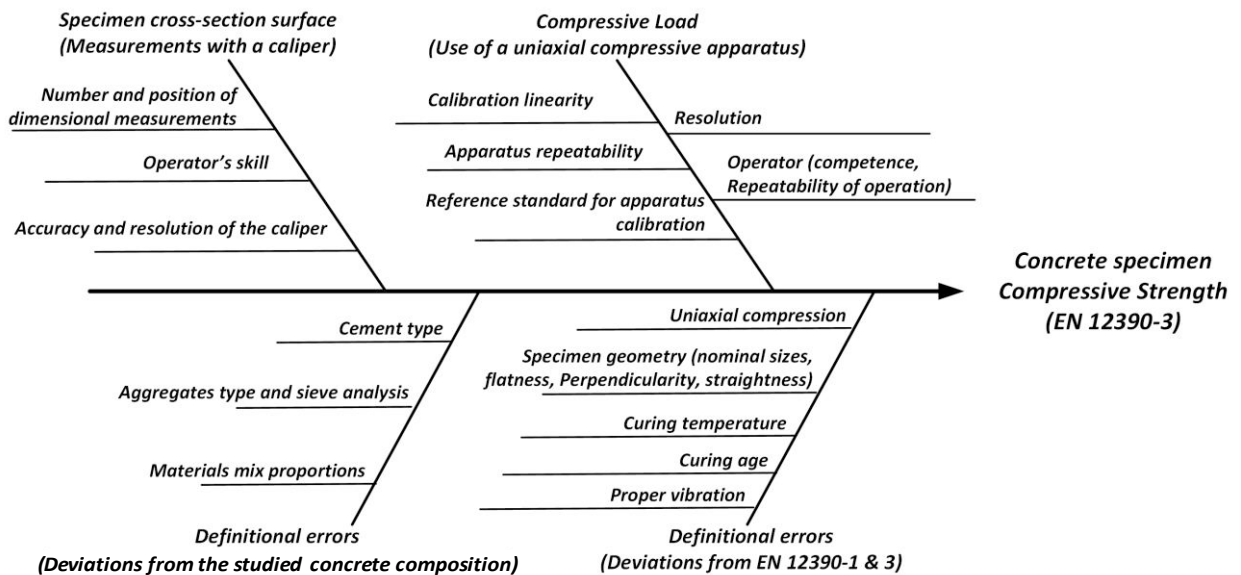 Specimen cross-section surface
(Measurements with a caliper)
Number and position of
dimensional measurements
Operator’s skill
Accuracy and resolution of the caliper
Compressive Load
(Use of a uniaxial compressive apparatus)
Calibration linearity
Apparatus repeatability
Reference standard for apparatus
calibration
Resolution
Operator (competence,
Repeatability of operation)
Concrete specimen
Compressive Strength
(EN 12390-3)
Cement type
Aggregates type and sieve analysis
Materials mix proportions
Definitional errors
(Deviations from the studied concrete composition)
Uniaxial compression
Specimen geometry (nominal sizes,
flatness, Perpendicularity, straightness)
Curing temperature
Curing age
Proper vibration
Definitional errors
(Deviations from EN 12390-1 & 3)